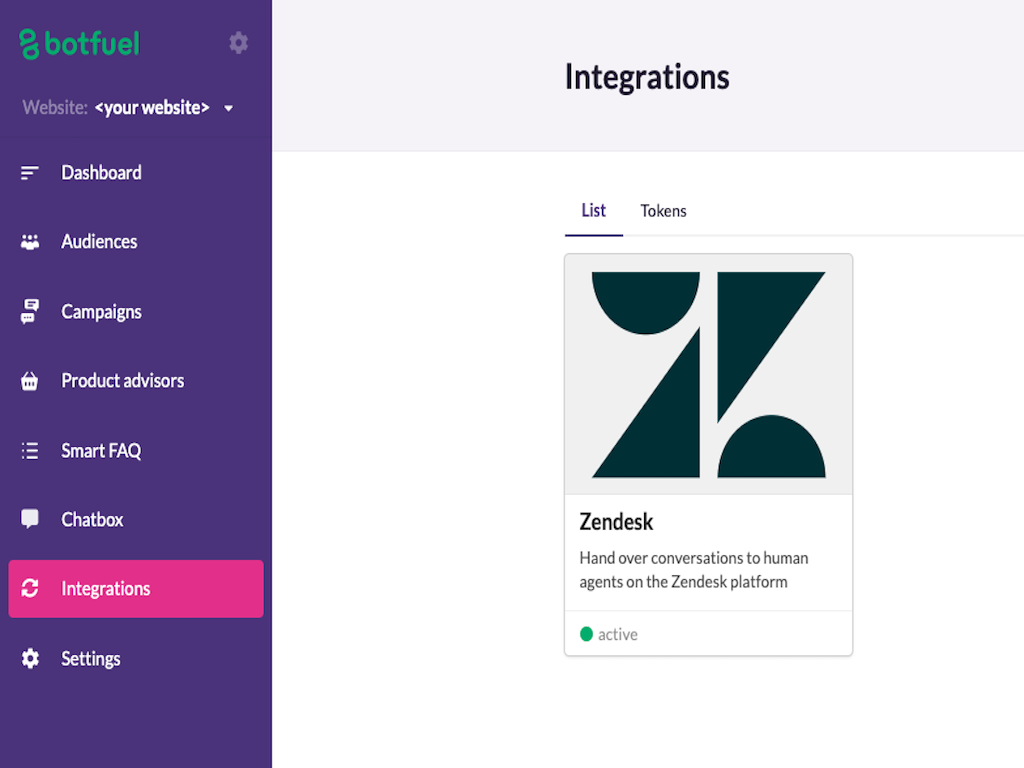 botfuel
Website: <your website>
Dashboard
Audiences
Campaigns
Product advisors
Smart FAQ
Chatbox
Integrations
Settings
Integrations
List
Tokens
Zendesk
Hand over conversations to human
agents on the Zendesk platform
active